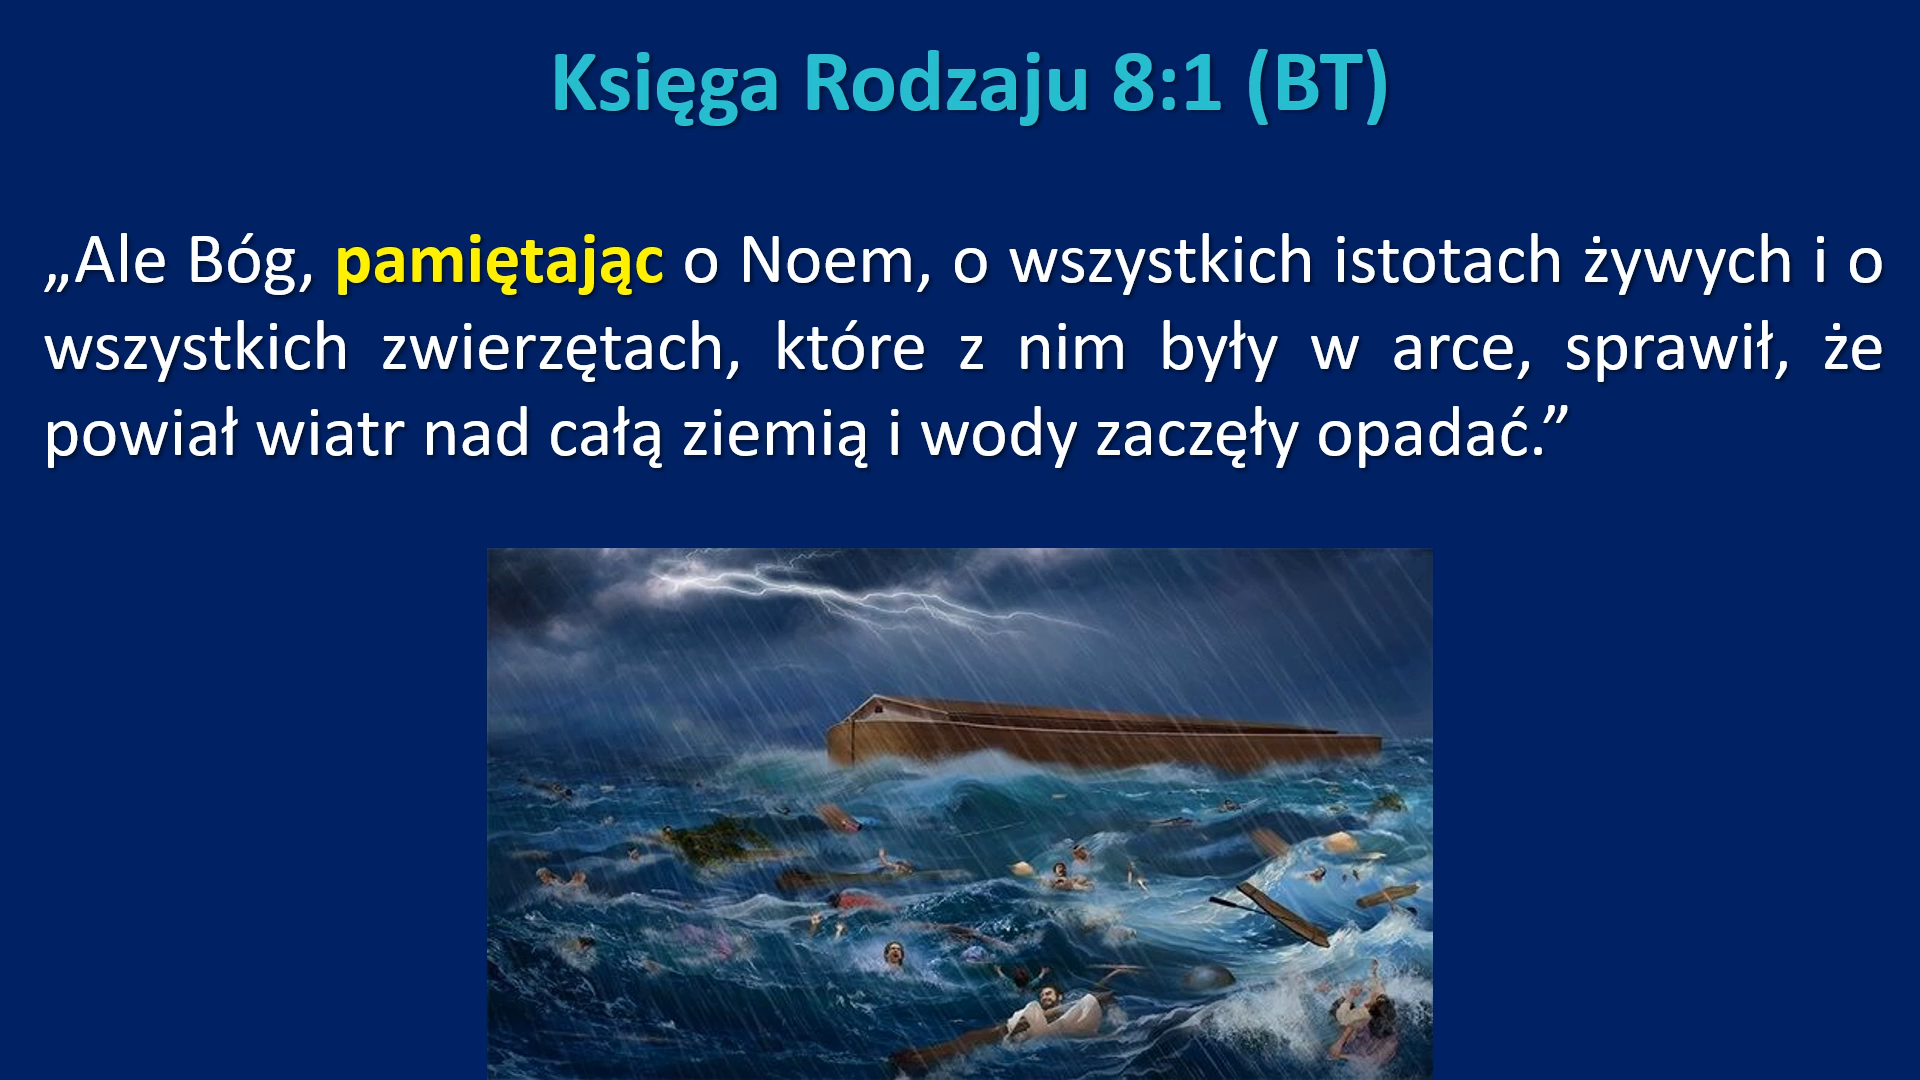 Księga Rodzaju 8:1 (BT)
„Ale Bóg, pamiętając o Noem, o wszystkich istotach żywych i o
wszystkich zwierzętach, które z nim były w arce, sprawił, że
powiał wiatr nad całą ziemią i wody zaczęły opadać.”